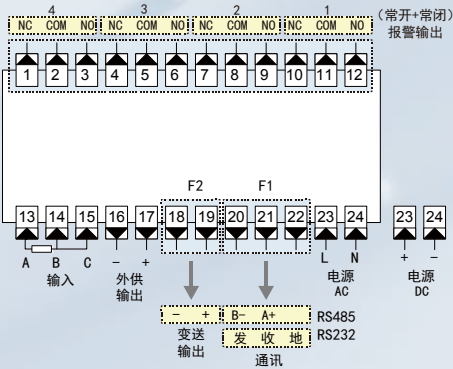 4 3 2 1 （常开+常闭）
NC COM NO NC COM NO NC COM NO NC COM NO 报警输出
1 2 3 4 5 6 7 8 9 10 11 12
F2 F1
13 14 15 16 17 18 19 20 21 22 23 24 23 24
A B C － + L N + －
输入 外供 电源 电源
输出 AC DC
－ + B- A+ RS485
变送 发 收 地 RS232
输出 通讯